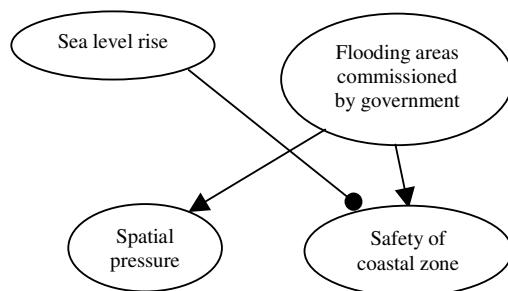 Sea level rise
Flooding areas
commissioned
by government
Spatial
pressure
Safety of
coastal zone